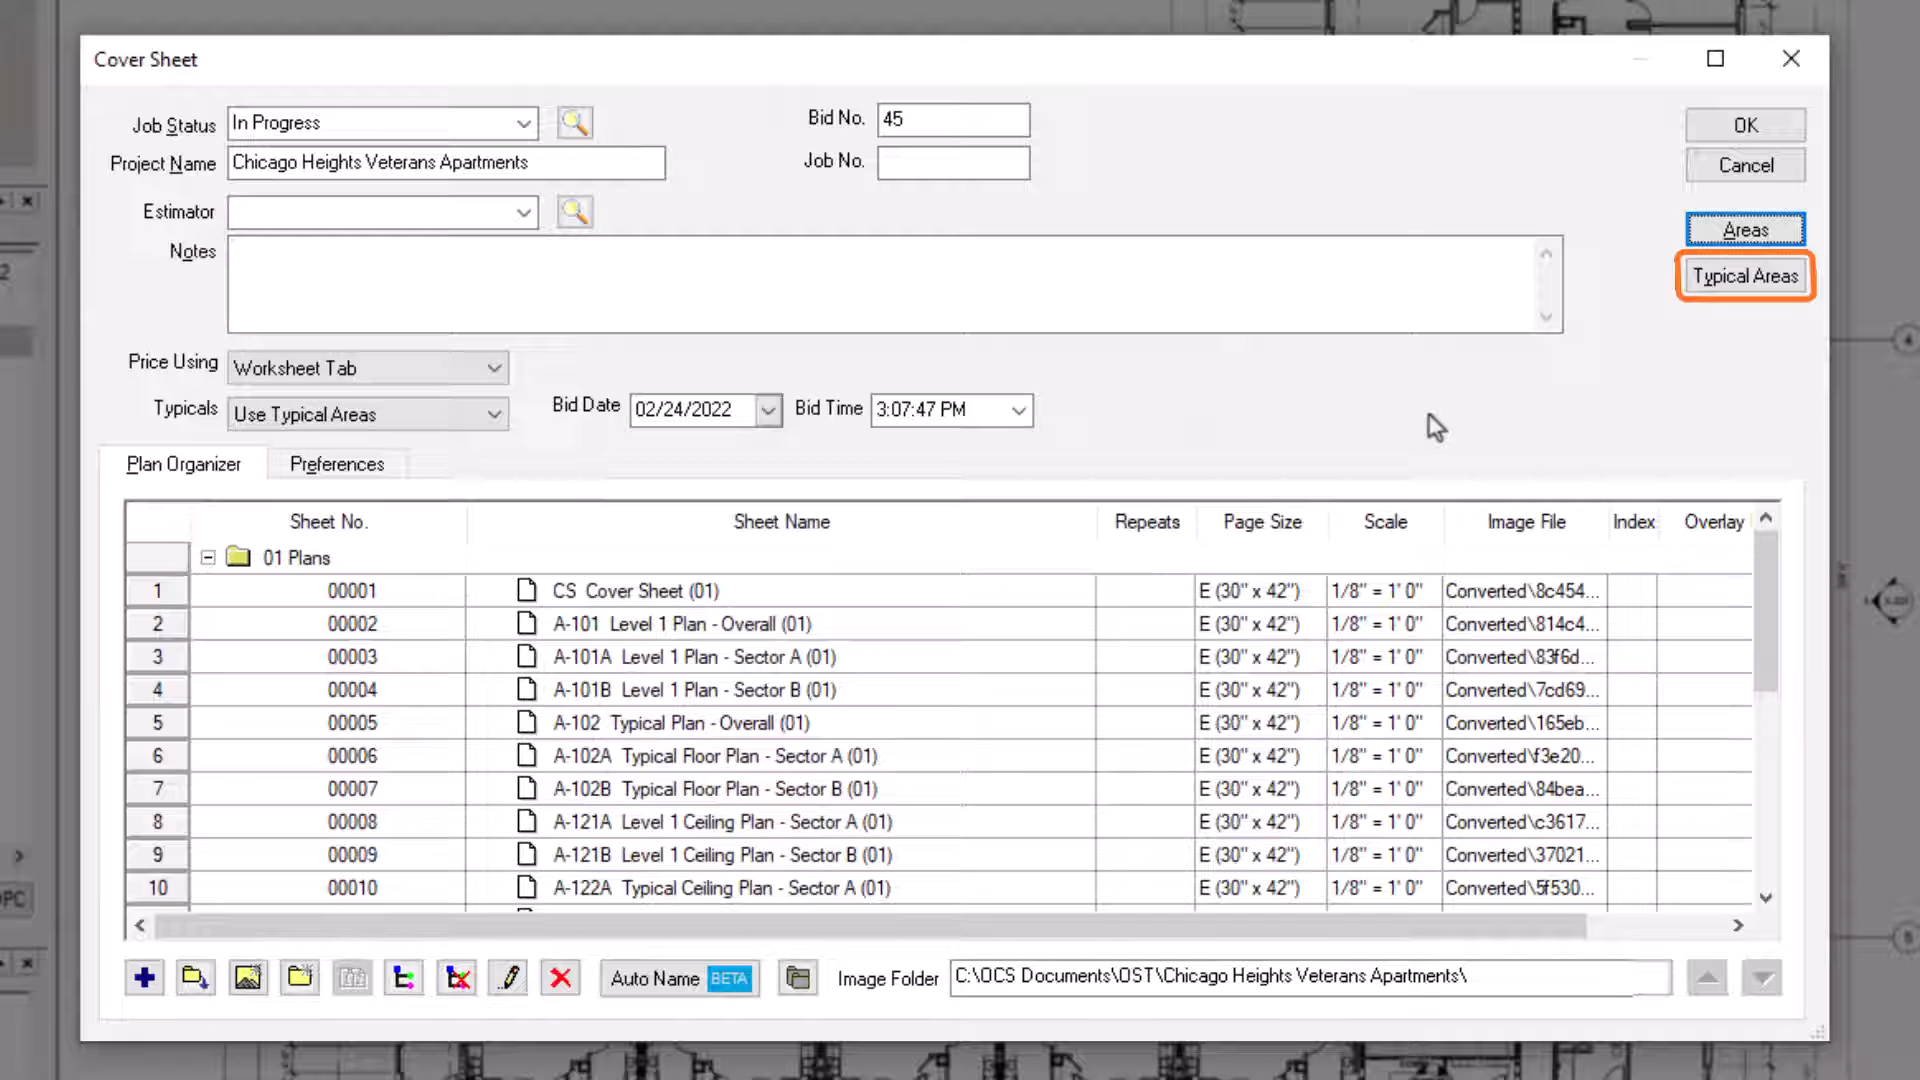 Cover Sheet
Job Status In Progress Bid No. 45 OK
Project Name Chicago Heights Veterans Apartments Job No. Cancel
Estimator Areas
Notes Typical Areas
Price Using Worksheet Tab
Typicals Use Typical Areas Bid Date 02/24/2022 Bid Time 3:07:47 PM
Plan Organizer Preferences
Sheet No. Sheet Name Repeats Page Size Scale Image File Index Overlay
01 Plans
1 00001 CS Cover Sheet (01) E (30" x 42") 1/8" = 1' 0" Converted\8c454...
2 00002 A-101 Level 1 Plan - Overall (01) E (30" x 42") 1/8" = 1' 0" Converted\814c4...
3 00003 A-101A Level 1 Plan - Sector A (01) E (30" x 42") 1/8" = 1' 0" Converted\83f6d...
4 00004 A-101B Level 1 Plan - Sector B (01) E (30" x 42") 1/8" = 1' 0" Converted\7cd69...
5 00005 A-102 Typical Plan - Overall (01) E (30" x 42") 1/8" = 1' 0" Converted\165eb...
6 00006 A-102A Typical Floor Plan - Sector A (01) E (30" x 42") 1/8" = 1' 0" Converted\f3e20...
7 00007 A-102B Typical Floor Plan - Sector B (01) E (30" x 42") 1/8" = 1' 0" Converted\84bea...
8 00008 A-121A Level 1 Ceiling Plan - Sector A (01) E (30" x 42") 1/8" = 1' 0" Converted\c3617...
9 00009 A-121B Level 1 Ceiling Plan - Sector B (01) E (30" x 42") 1/8" = 1' 0" Converted\37021...
10 00010 A-122A Typical Ceiling Plan - Sector A (01) E (30" x 42") 1/8" = 1' 0" Converted\5f530...
Auto Name BETA Image Folder C:\OCS Documents\OST\Chicago Heights Veterans Apartments\